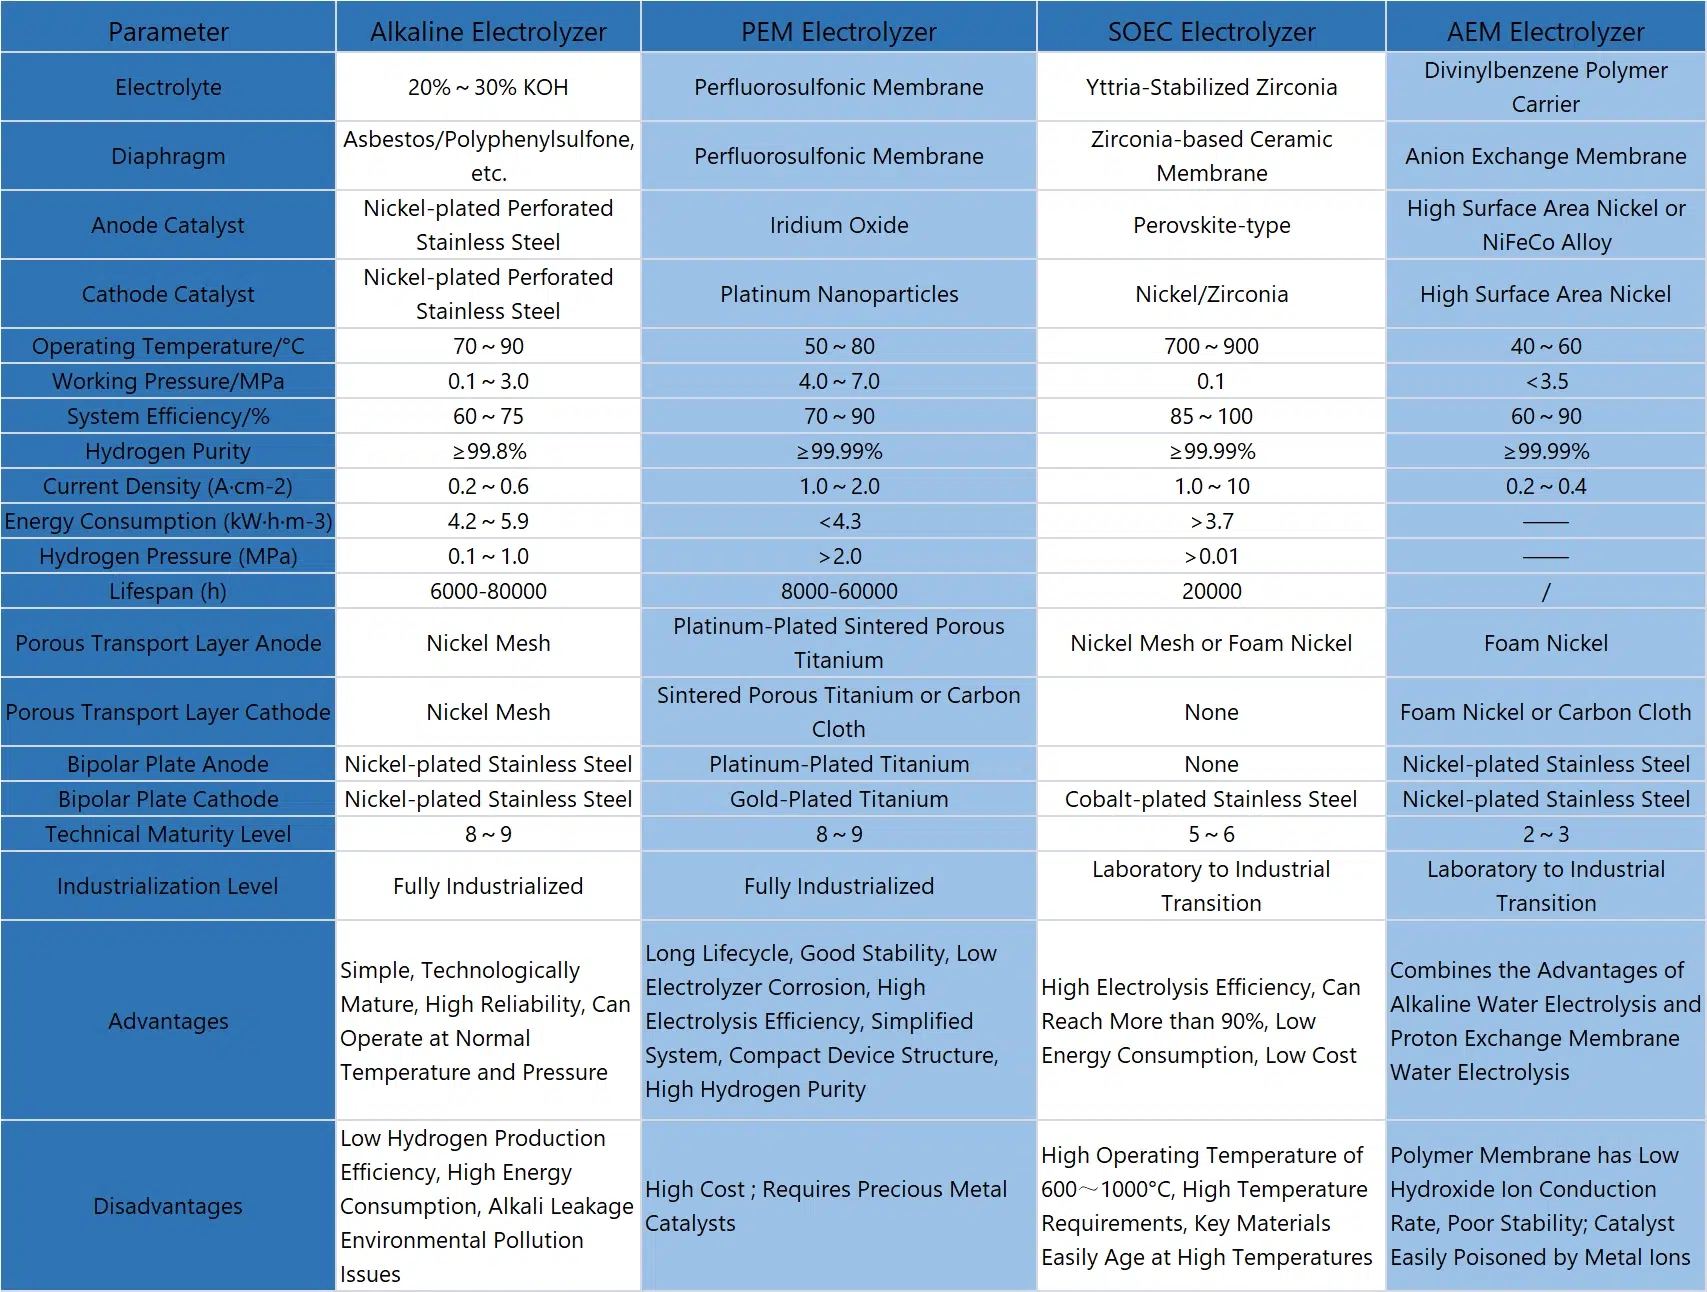 Parameter
Alkaline Electrolyzer
PEM Electrolyzer
SOEC Electrolyzer
AEM Electrolyzer
Electrolyte
20%～30% KOH
Perfluorosulfonic Membrane
Yttria-Stabilized Zirconia
Divinylbenzene Polymer
Carrier
Diaphragm
Asbestos/Polyphenylsulfone,
etc.
Perfluorosulfonic Membrane
Zirconia-based Ceramic
Membrane
Anion Exchange Membrane
Anode Catalyst
Nickel-plated Perforated
Stainless Steel
Iridium Oxide
Perovskite-type
High Surface Area Nickel or
NiFeCo Alloy
Cathode Catalyst
Nickel-plated Perforated
Stainless Steel
Platinum Nanoparticles
Nickel/Zirconia
High Surface Area Nickel
Operating Temperature/°C
70～90
50～80
700～900
40～60
Working Pressure/MPa
0.1～3.0
4.0～7.0
0.1
<3.5
System Efficiency/%
60～75
70～90
85～100
60～90
Hydrogen Purity
≥99.8%
≥99.99%
≥99.99%
≥99.99%
Current Density (A·cm-2)
0.2～0.6
1.0～2.0
1.0～10
0.2～0.4
Energy Consumption (kW·h·m-3)
4.2～5.9
<4.3
>3.7
——
Hydrogen Pressure (MPa)
0.1～1.0
>2.0
>0.01
——
Lifespan (h)
6000-80000
8000-60000
20000
/
Porous Transport Layer Anode
Nickel Mesh
Platinum-Plated Sintered Porous
Titanium
Nickel Mesh or Foam Nickel
Foam Nickel
Porous Transport Layer Cathode
Nickel Mesh
Sintered Porous Titanium or Carbon
Cloth
None
Foam Nickel or Carbon Cloth
Bipolar Plate Anode
Nickel-plated Stainless Steel
Platinum-Plated Titanium
None
Nickel-plated Stainless Steel
Bipolar Plate Cathode
Nickel-plated Stainless Steel
Gold-Plated Titanium
Cobalt-plated Stainless Steel
Nickel-plated Stainless Steel
Technical Maturity Level
8～9
8～9
5～6
2～3
Industrialization Level
Fully Industrialized
Fully Industrialized
Laboratory to Industrial
Transition
Laboratory to Industrial
Transition
Advantages
Simple, Technologically
Mature, High Reliability, Can
Operate at Normal
Temperature and Pressure
Long Lifecycle, Good Stability, Low
Electrolyzer Corrosion, High
Electrolysis Efficiency, Simplified
System, Compact Device Structure,
High Hydrogen Purity
High Electrolysis Efficiency, Can
Reach More than 90%, Low
Energy Consumption, Low Cost
Combines the Advantages of
Alkaline Water Electrolysis and
Proton Exchange Membrane
Water Electrolysis
Disadvantages
Low Hydrogen Production
Efficiency, High Energy
Consumption, Alkali Leakage
Environmental Pollution
Issues
High Cost ; Requires Precious Metal
Catalysts
High Operating Temperature of
600～1000°C, High Temperature
Requirements, Key Materials
Easily Age at High Temperatures
Polymer Membrane has Low
Hydroxide Ion Conduction
Rate, Poor Stability; Catalyst
Easily Poisoned by Metal Ions